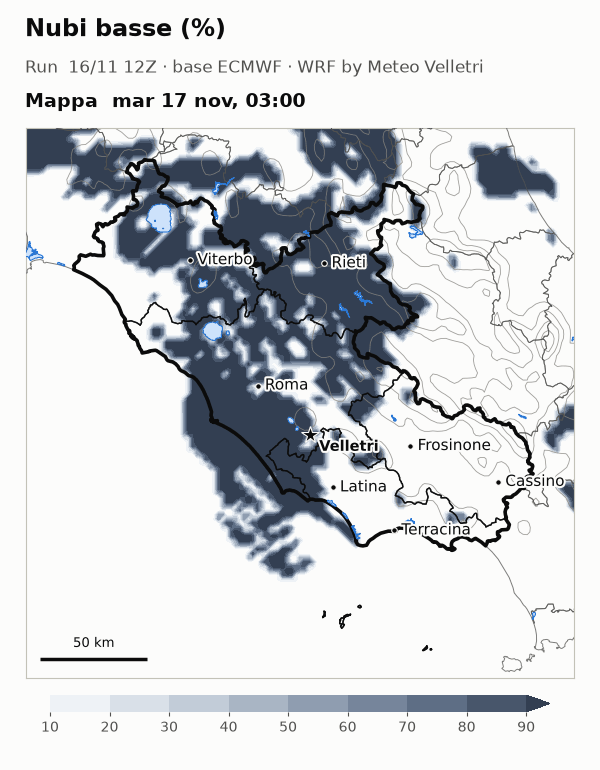 Nubi basse (%)
Run 16/11 12Z · base ECMWF · WRF by Meteo Velletri
Mappa mar 17 nov, 03:00
Viterbo
Rieti
Roma
Velletri
Frosinone
Latina
Cassino
Terracina
50 km
10 20 30 40 50 60 70 80 90